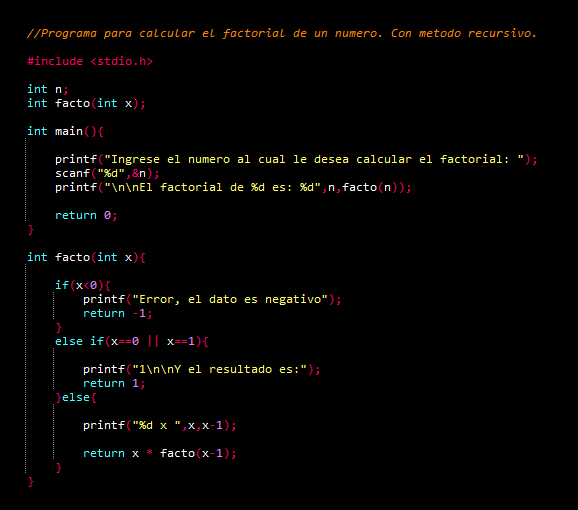 //Programa para calcular el factorial de un numero. Con metodo recursivo.
#include <stdio.h>
int n;
int facto(int x);
int main(){
printf("Ingrese el numero al cual le desea calcular el factorial: ");
scanf("%d",&n);
printf("\n\nEl factorial de %d es: %d",n,facto(n));
return 0;
}
int facto(int x){
if(x<0){
printf("Error, el dato es negativo");
return -1;
}
else if(x==0 || x==1){
printf("1\n\nY el resultado es:");
return 1;
}else{
printf("%d x ",x,x-1);
return x * facto(x-1);
}
}